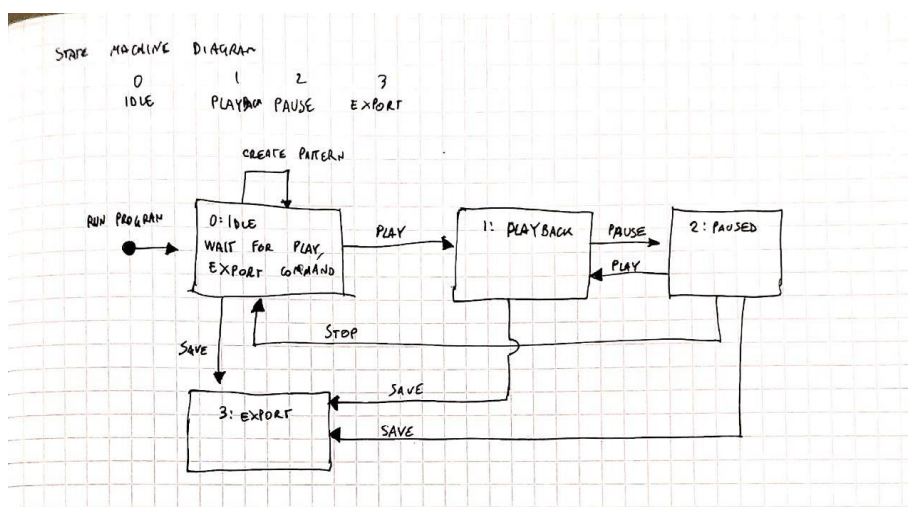 STATE MACHINE DIAGRAM
0 1 2 3
IDLE PLAYBACK PAUSE EXPORT
CREATE PATTERN
RUN PROGRAM
0: IDLE
WAIT FOR PLAY,
EXPORT COMMAND
PLAY
1: PLAYBACK
PAUSE
PLAY
2: PAUSED
STOP
SAVE
SAVE
3: EXPORT
SAVE